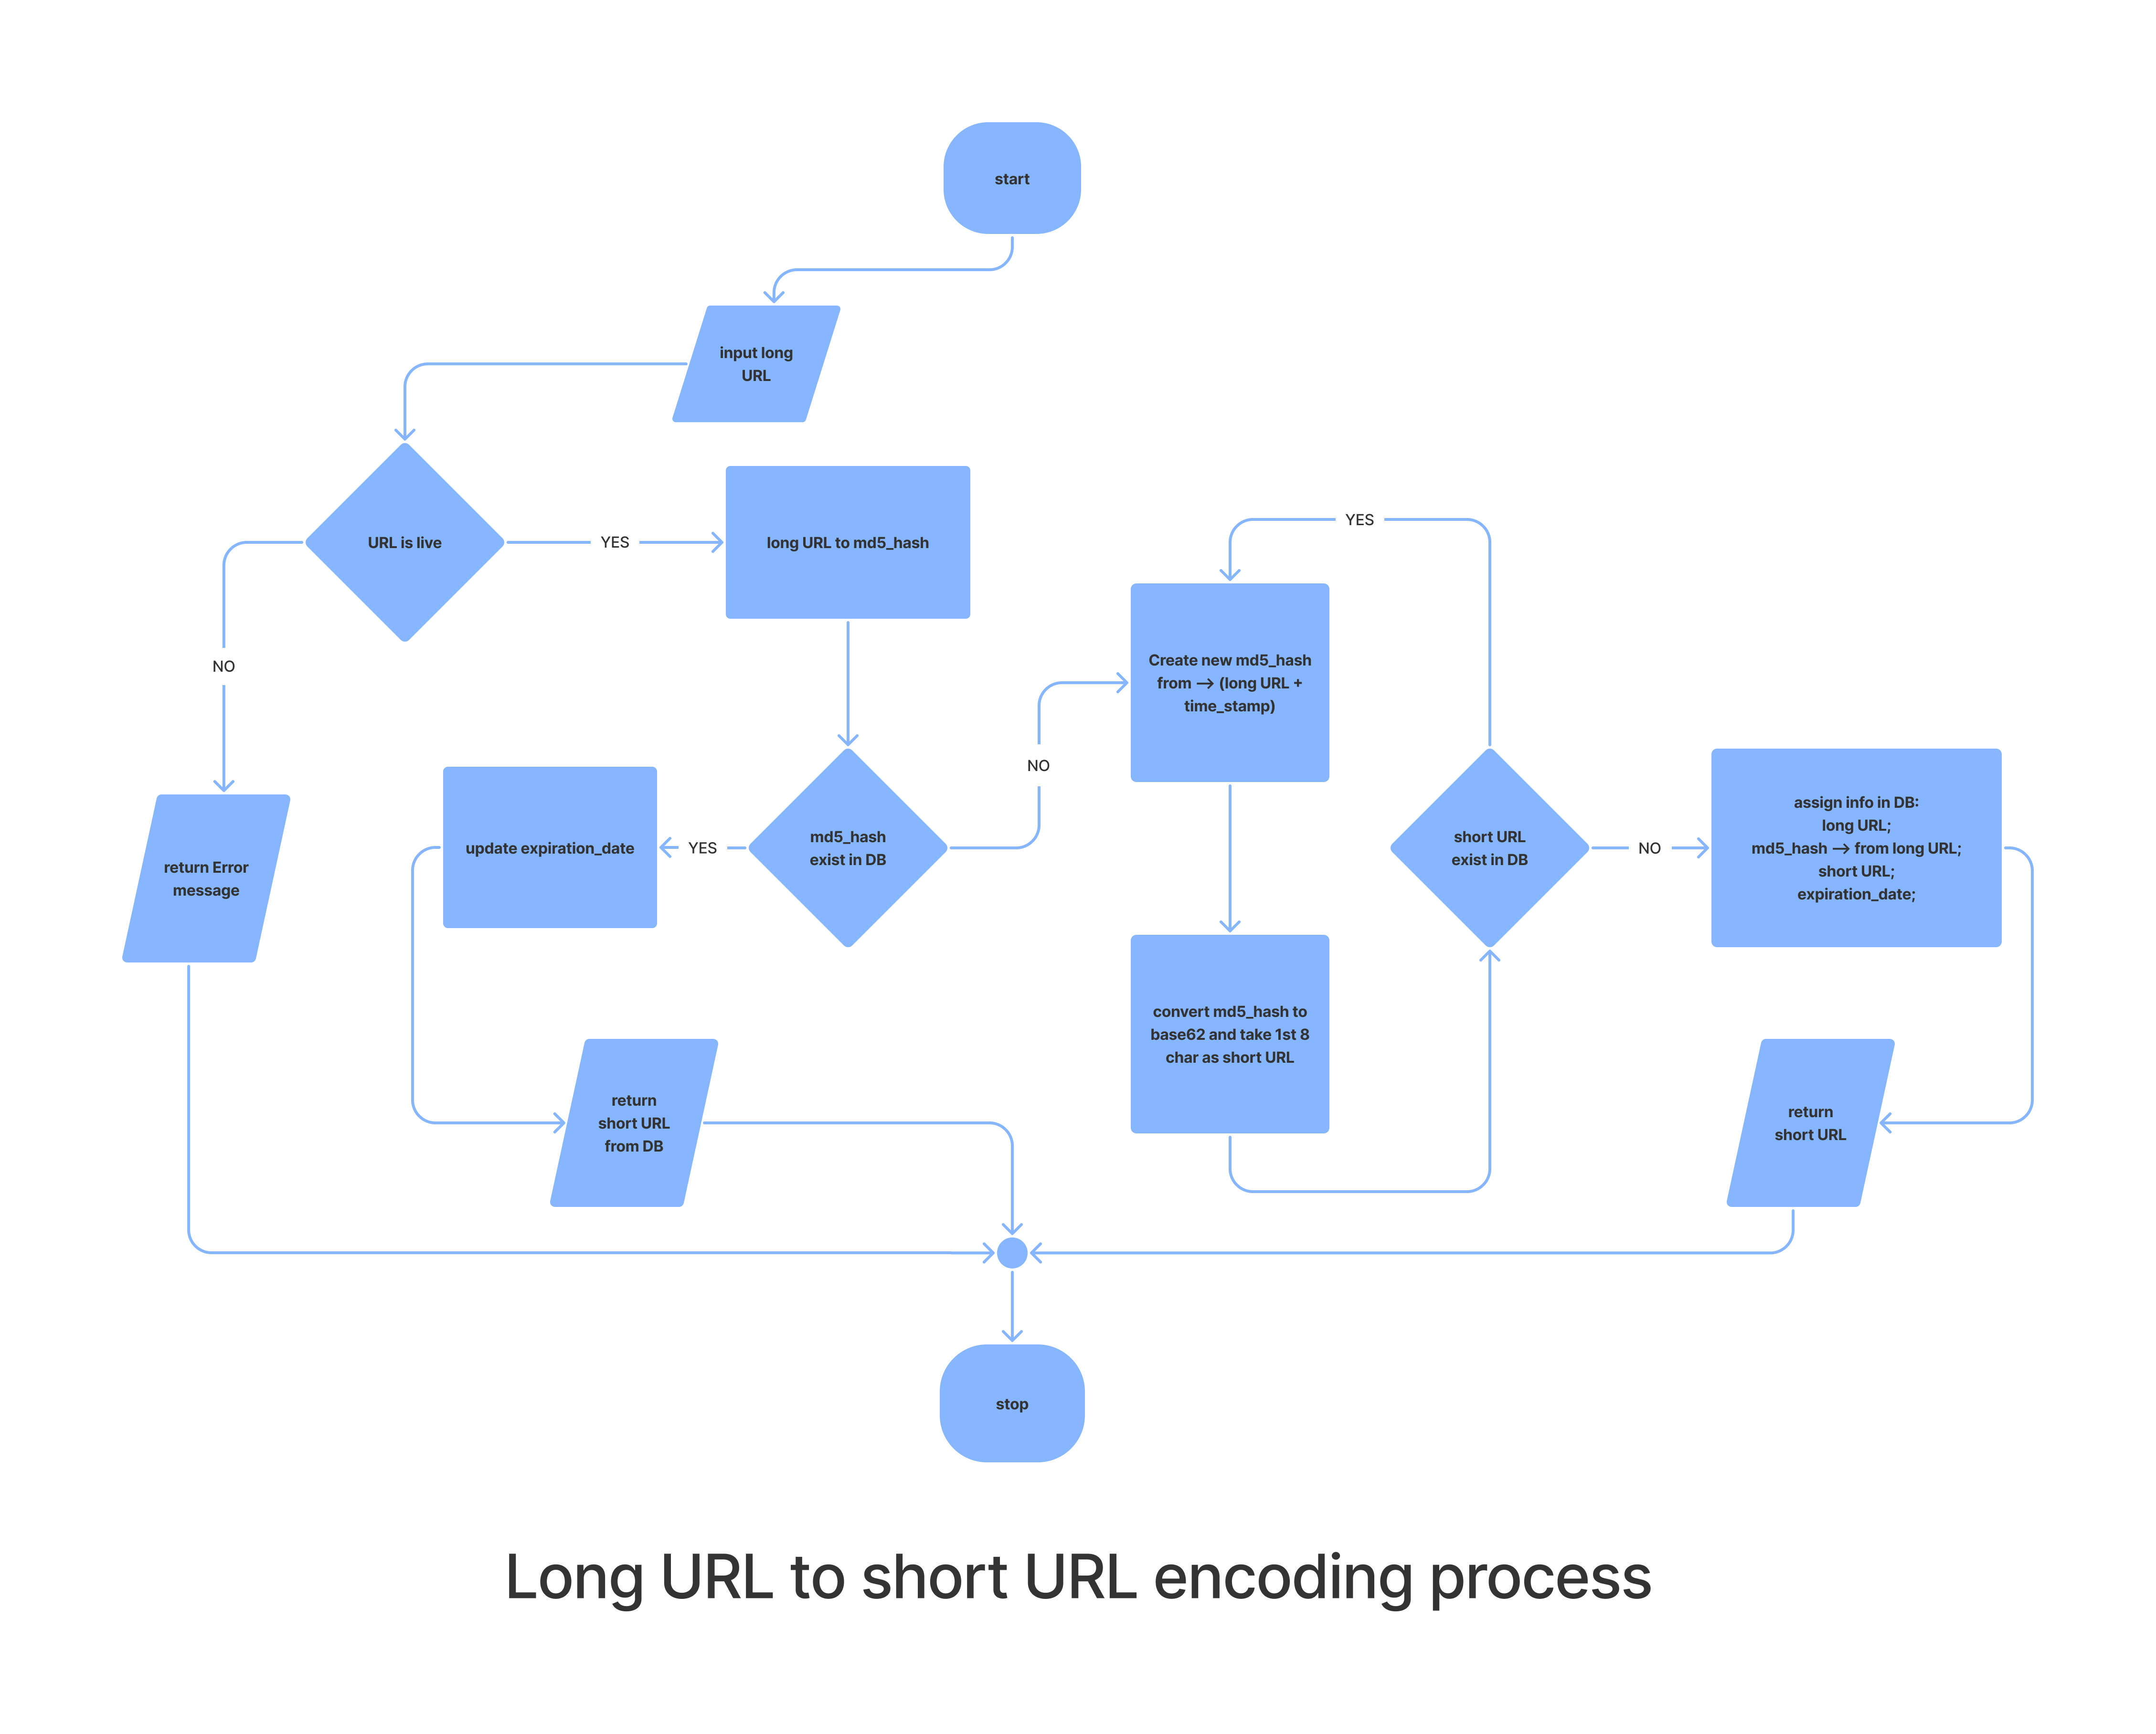 start
input long
URL
URL is live
YES
long URL to md5_hash
NO
YES
Create new md5_hash
from → (long URL +
time_stamp)
NO
return Error
message
update expiration_date
YES
md5_hash
exist in DB
short URL
exist in DB
NO
assign info in DB:
long URL;
md5_hash → from long URL;
short URL;
expiration_date;
convert md5_hash to
base62 and take 1st 8
char as short URL
return
short URL
from DB
return
short URL
stop
Long URL to short URL encoding process